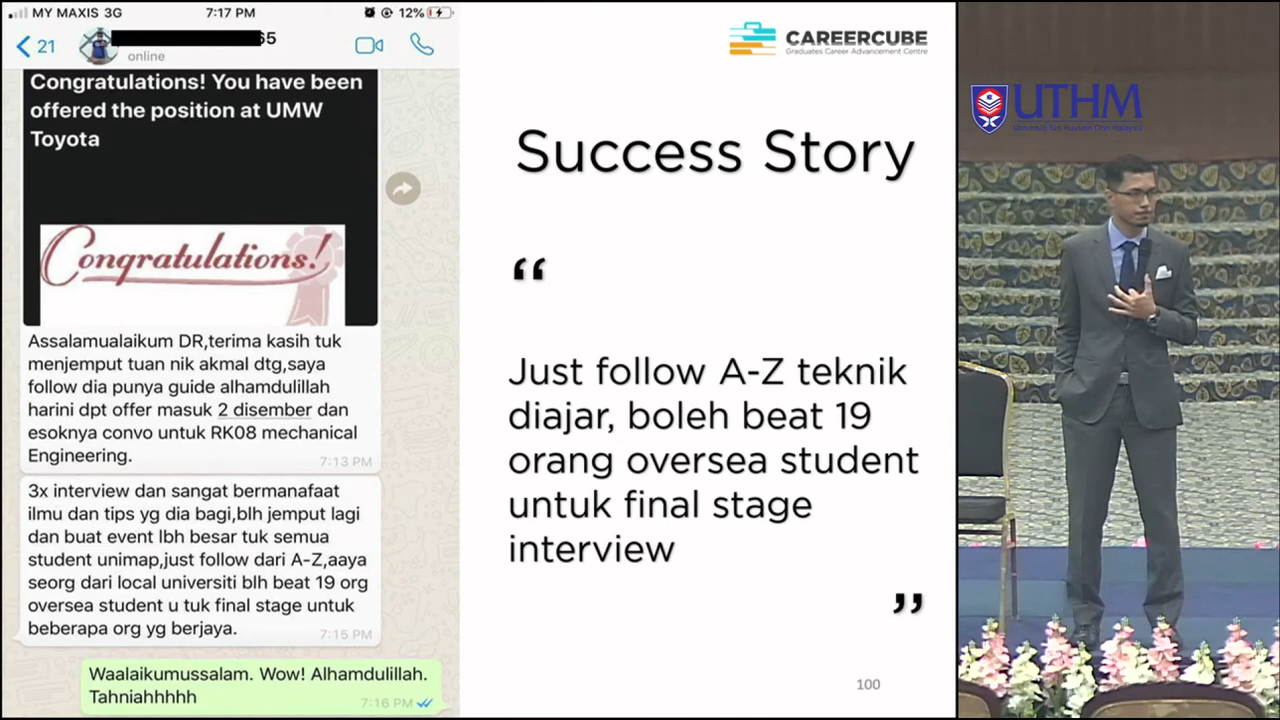 MY MAXIS 3G
7:17 PM
12%
21
65
online
Congratulations! You have been
offered the position at UMW
Toyota
Congratulations!
Assalamualaikum DR,terima kasih tuk
menjemput tuan nik akmal dtg,saya
follow dia punya guide alhamdulillah
harini dpt offer masuk 2 disember dan
esoknya convo untuk RK08 mechanical
Engineering.
7:13 PM
3x interview dan sangat bermanafaat
ilmu dan tips yg dia bagi,blh jemput lagi
dan buat event lbh besar tuk semua
student unimap,just follow dari A-Z,aaya
seorg dari local universiti blh beat 19 org
oversea student u tuk final stage untuk
beberapa org yg berjaya.
7:15 PM
Waalaikumussalam. Wow! Alhamdulillah.
Tahniahhhhh
7:16 PM
CAREERCUBE
Graduates Career Advancement Centre
Success Story
“
Just follow A-Z teknik
diajar, boleh beat 19
orang oversea student
untuk final stage
interview
”
100
UTHM
Universiti Tun Hussein Onn Malaysia